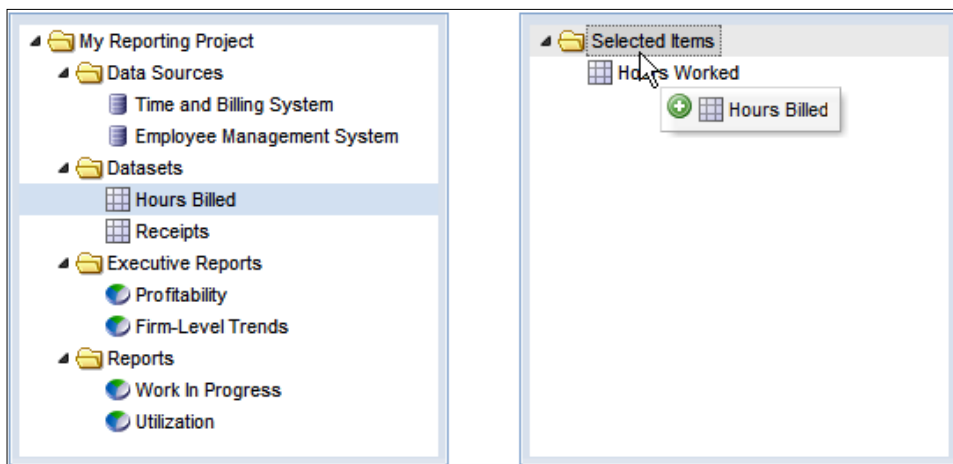 My Reporting Project
Data Sources
Time and Billing System
Employee Management System
Datasets
Hours Billed
Receipts
Executive Reports
Profitability
Firm-Level Trends
Reports
Work In Progress
Utilization
Selected Items
Hours Worked
Hours Billed